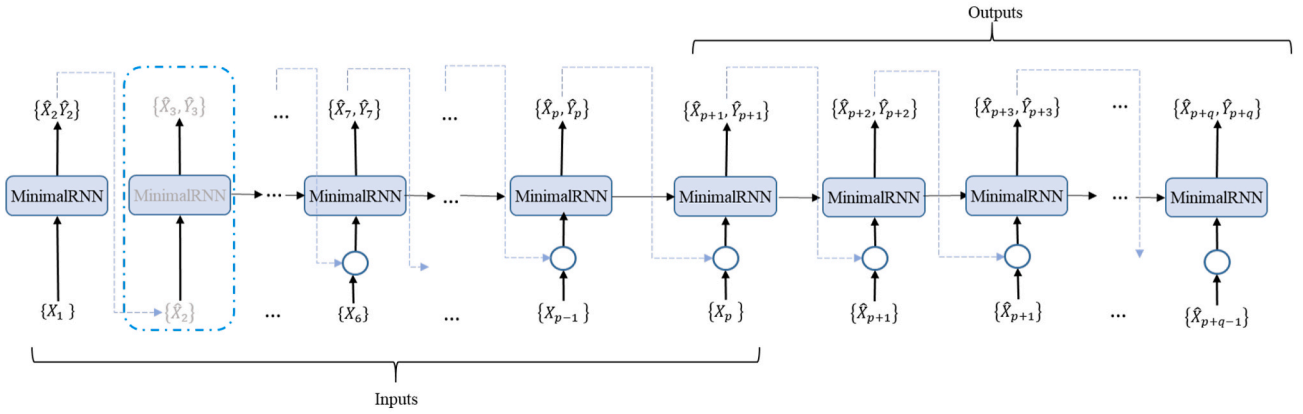 Outputs
{X̂₂Ŷ₂} {X̂₃, Ŷ₃} ... {X̂₇, Ŷ₇} ... {X̂ₚ, Ŷₚ} {X̂ₚ₊₁, Ŷₚ₊₁} {X̂ₚ₊₂, Ŷₚ₊₂} {X̂ₚ₊₃, Ŷₚ₊₃} ... {X̂ₚ₊q, Ŷₚ₊q}
MinimalRNN MinimalRNN ... MinimalRNN ... MinimalRNN MinimalRNN MinimalRNN MinimalRNN ... MinimalRNN
{X₁ } {X̂₂} ... {X₆ } ... {Xₚ₋₁ } {Xₚ } {X̂ₚ₊₁} {X̂ₚ₊₁} ... {X̂ₚ₊q₋₁}
Inputs